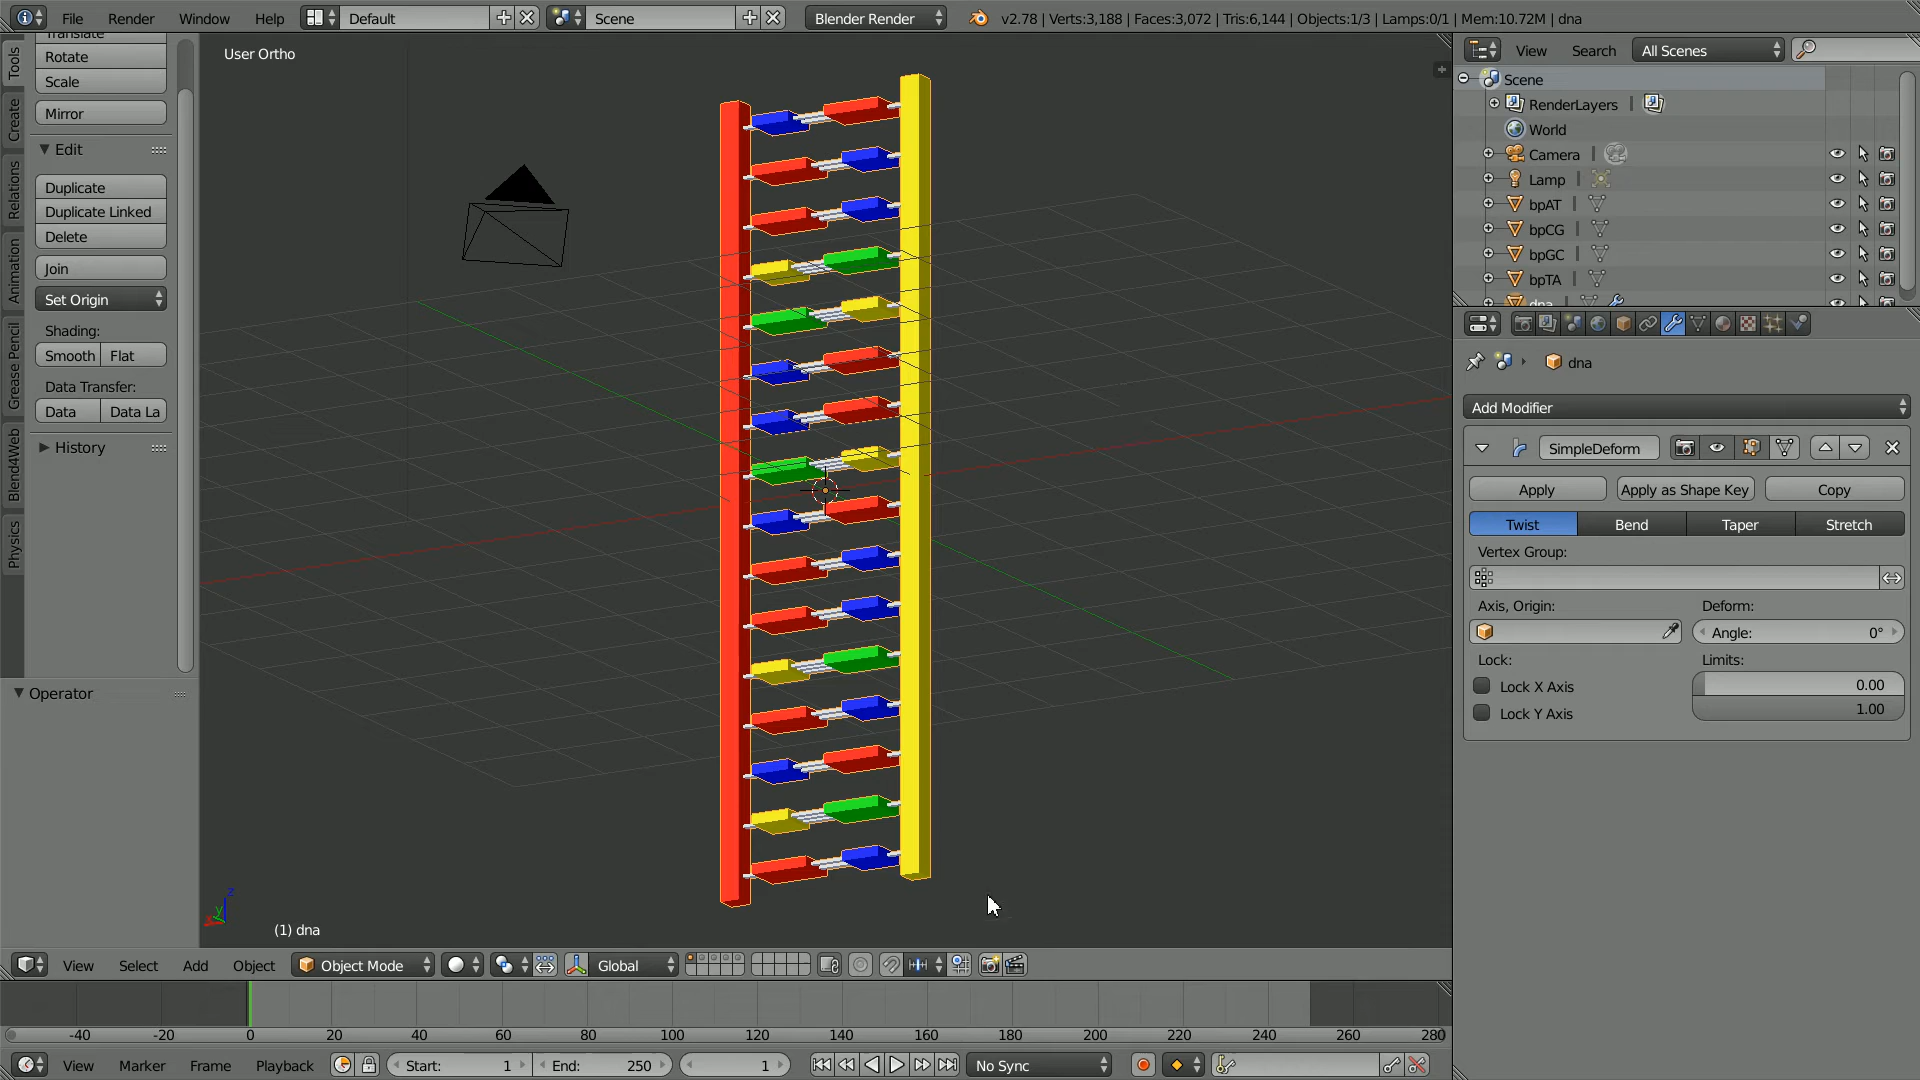 File Render Window Help Default Scene Blender Render v2.78 | Verts:3,188 | Faces:3,072 | Tris:6,144 | Objects:1/3 | Lamps:0/1 | Mem:10.72M | dna
Tools
Create
Relations
Animation
Grease Pencil
Blend4Web
Physics
Translate
Rotate
Scale
Mirror
Edit
Duplicate
Duplicate Linked
Delete
Join
Set Origin
Shading:
Smooth Flat
Data Transfer:
Data Data La
History
Operator
User Ortho
z
y
(1) dna
View Search All Scenes
Scene
RenderLayers
World
Camera
Lamp
bpAT
bpCG
bpGC
bpTA
dna
dna
Add Modifier
SimpleDeform
Apply Apply as Shape Key Copy
Twist Bend Taper Stretch
Vertex Group:
Axis, Origin: Deform:
Angle: 0°
Lock: Limits:
Lock X Axis 0.00
Lock Y Axis 1.00
View Select Add Object Object Mode Global
-40 -20 0 20 40 60 80 100 120 140 160 180 200 220 240 260 280
View Marker Frame Playback Start: 1 End: 250 1 No Sync